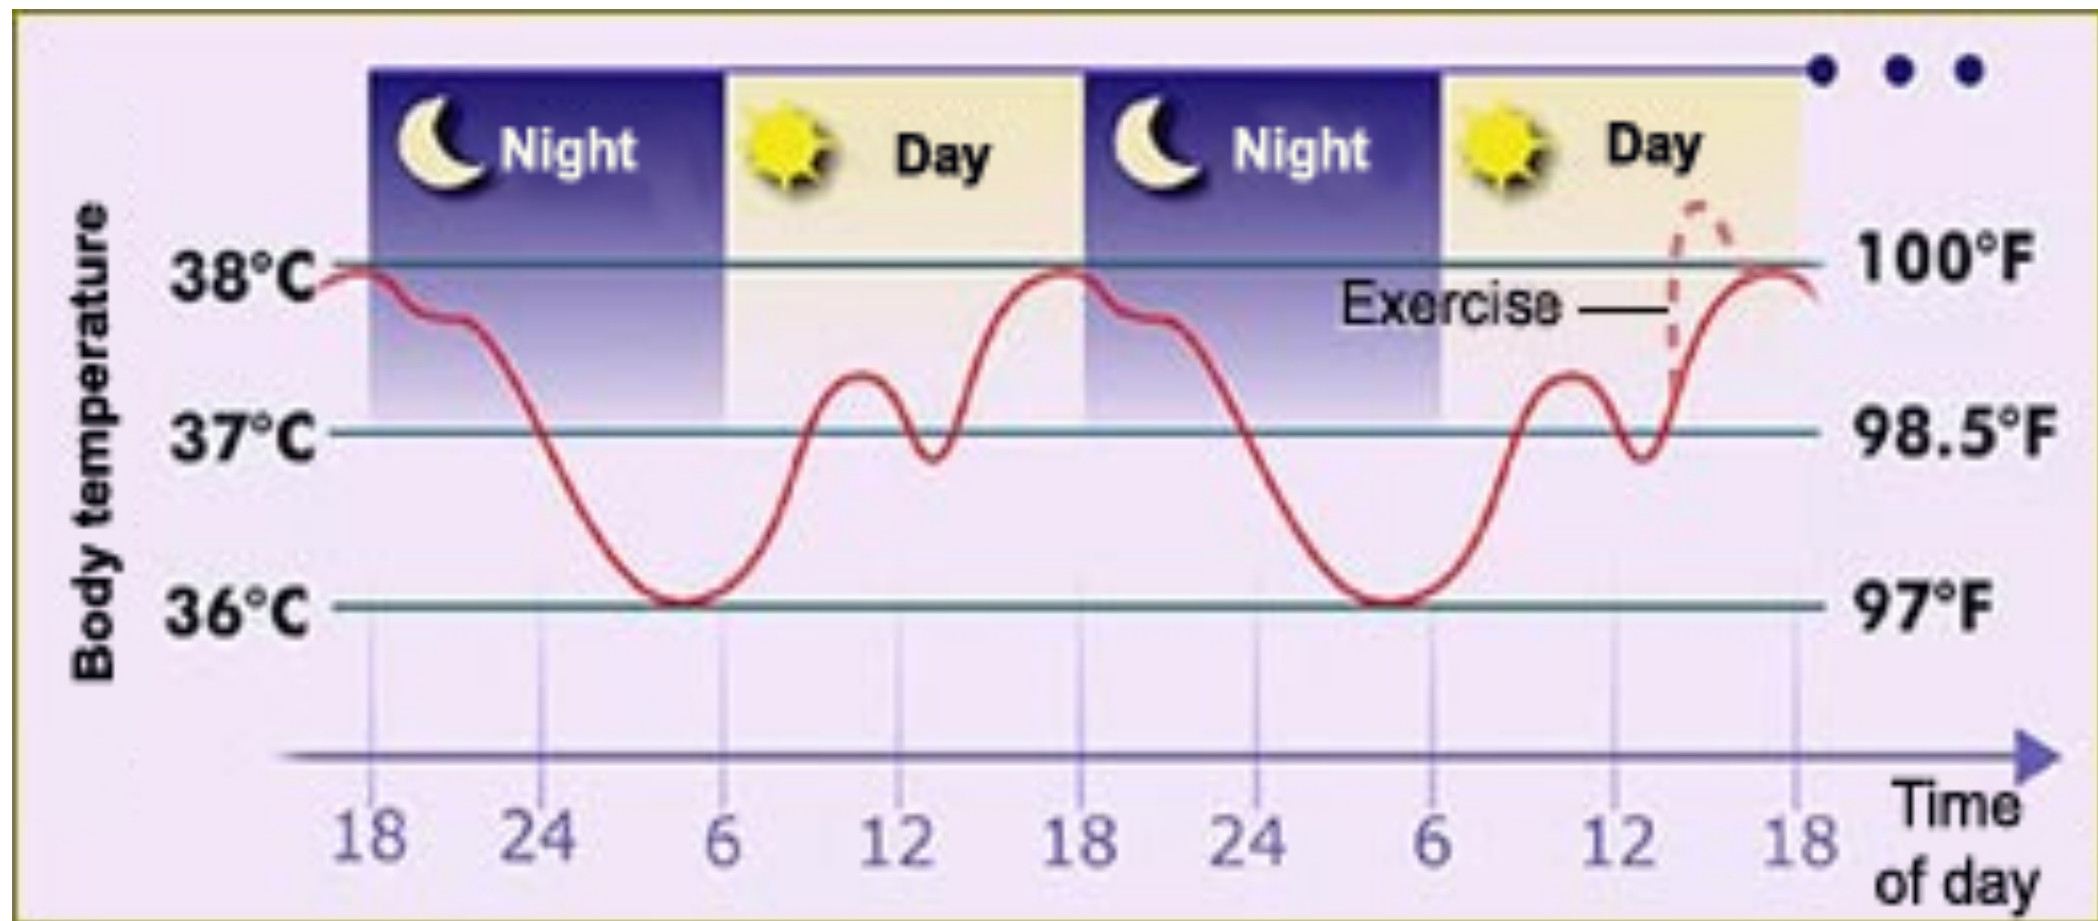 Night
Day
Night
Day
Body temperature
38°C
100°F
Exercise
37°C
98.5°F
36°C
97°F
18 24 6 12 18 24 6 12 18
Time
of day